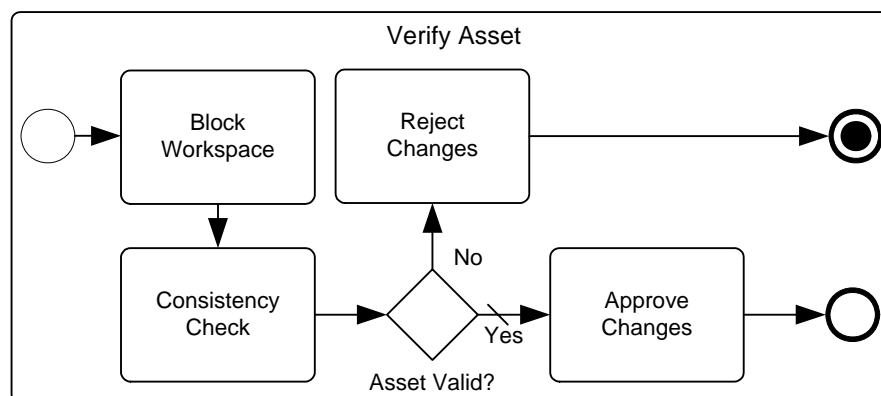 Verify Asset
Block
Workspace
Reject
Changes
No
Consistency
Check
Yes
Approve
Changes
Asset Valid?